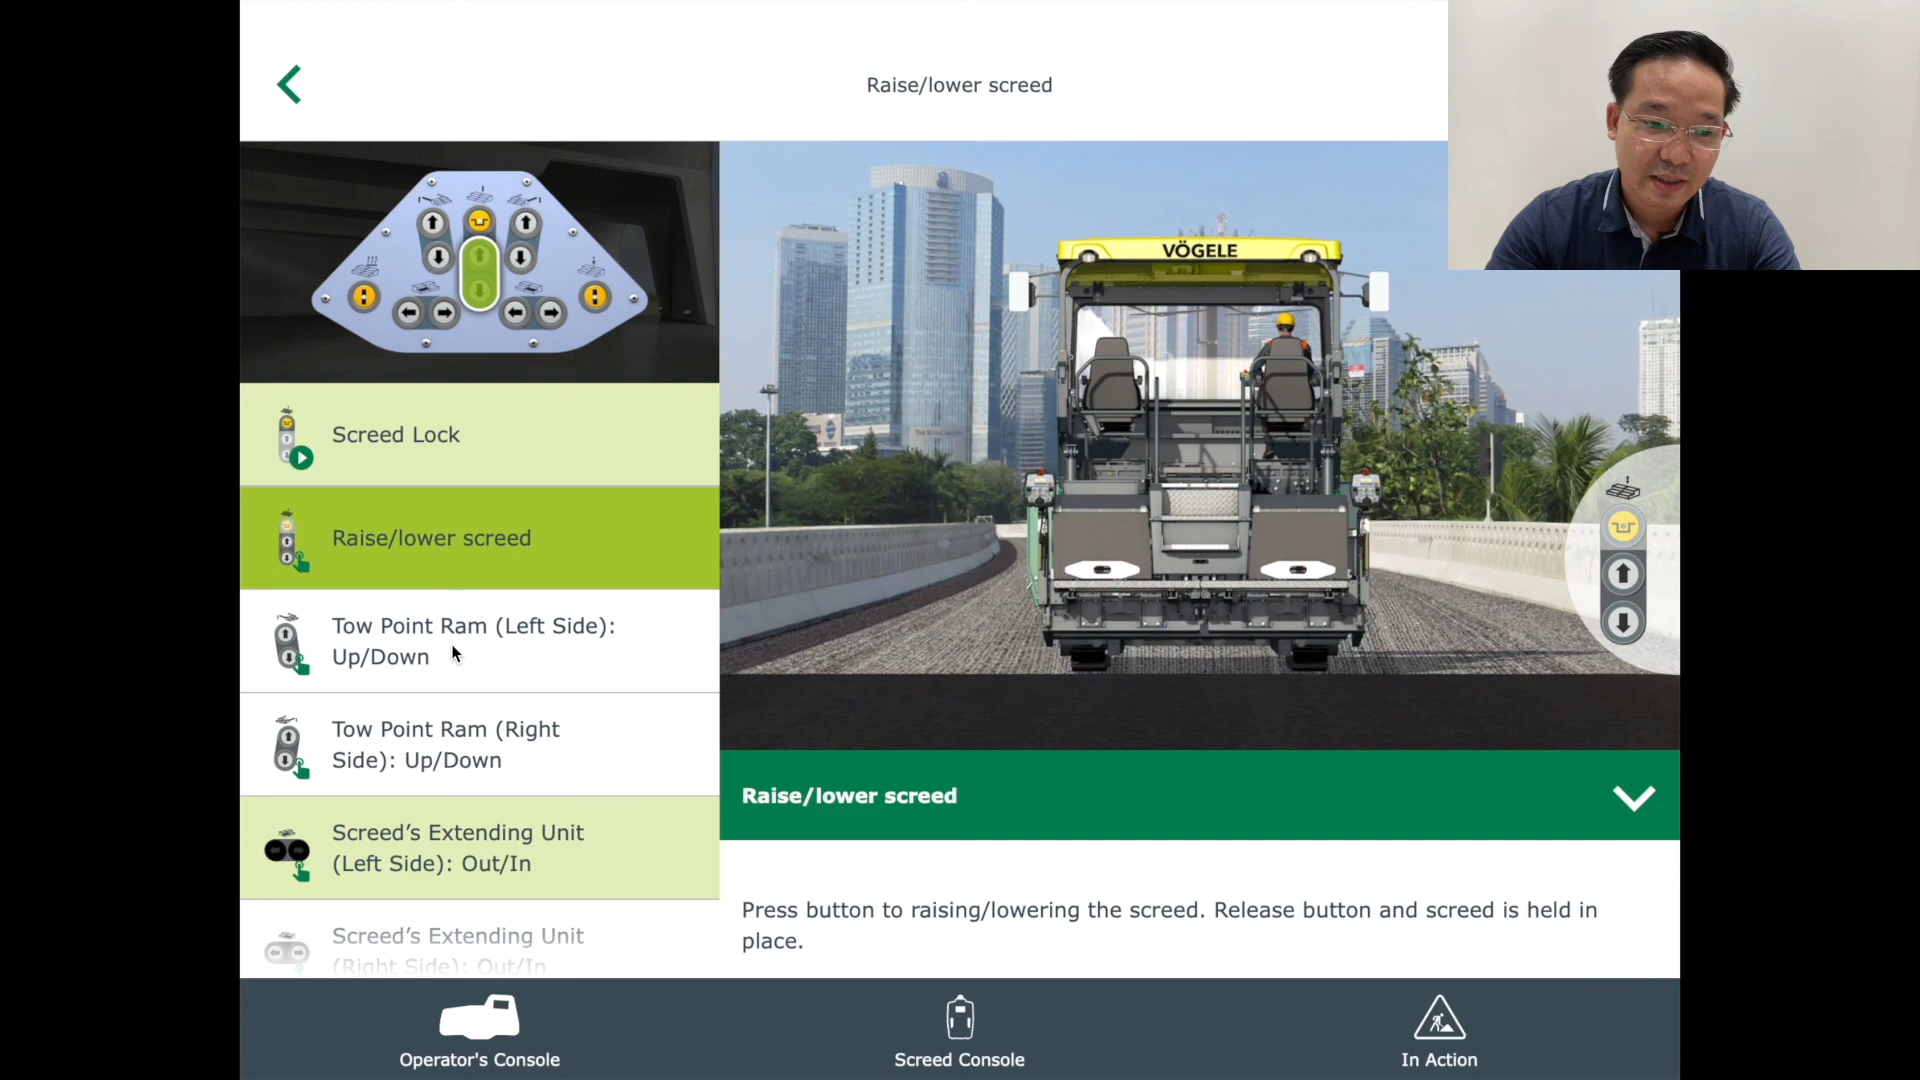 Raise/lower screed
VÖGELE
Screed Lock
Raise/lower screed
Tow Point Ram (Left Side):
Up/Down
Tow Point Ram (Right
Side): Up/Down
Screed’s Extending Unit
(Left Side): Out/In
Screed’s Extending Unit
(Right Side): Out/In
Raise/lower screed
Press button to raising/lowering the screed. Release button and screed is held in
place.
Operator's Console
Screed Console
In Action